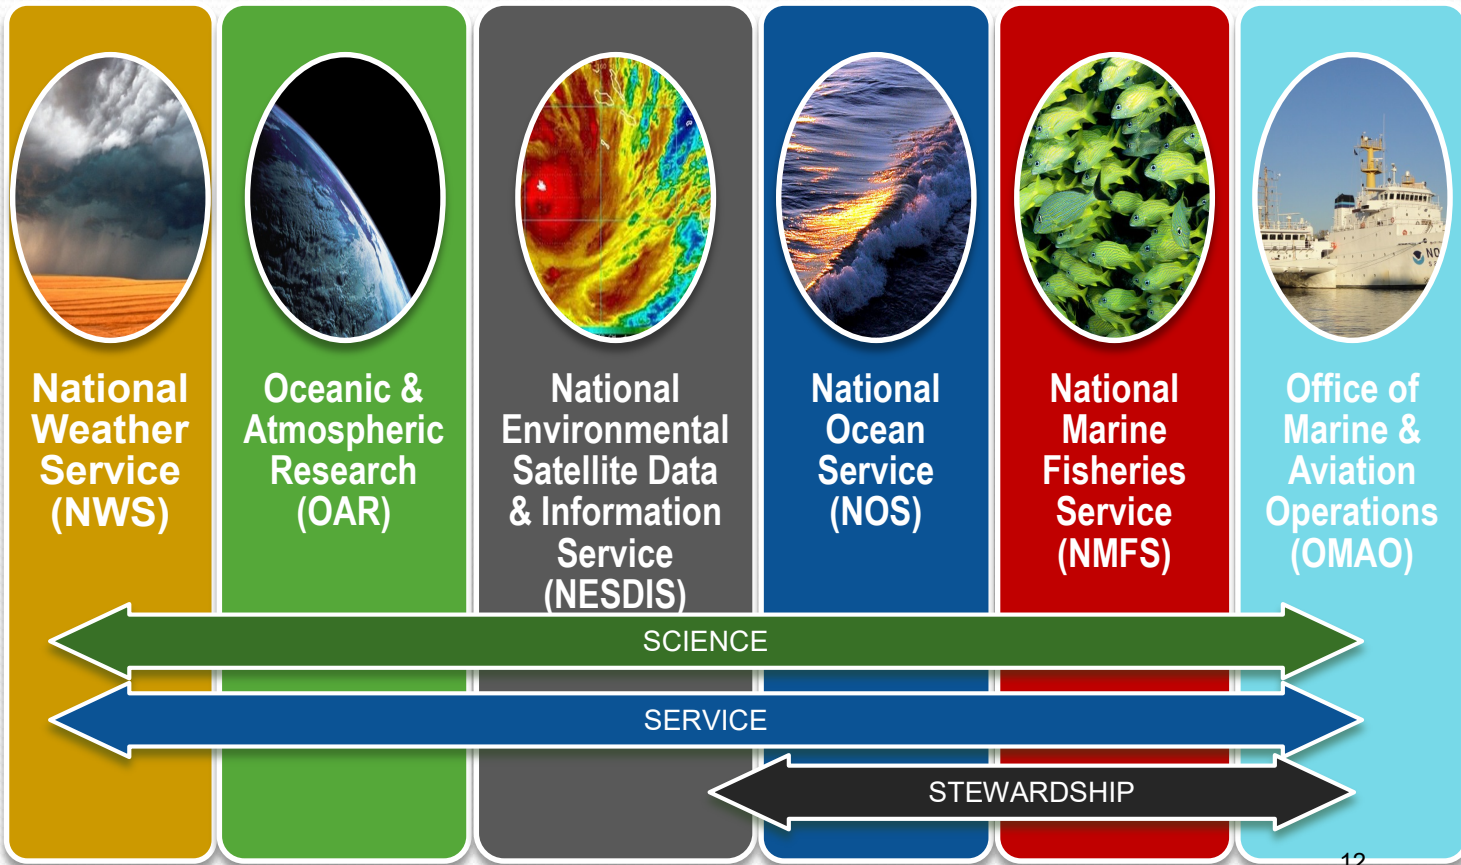 National
Weather
Service
(NWS)
Oceanic &
Atmospheric
Research
(OAR)
National
Environmental
Satellite Data
& Information
Service
(NESDIS)
National
Ocean
Service
(NOS)
National
Marine
Fisheries
Service
(NMFS)
Office of
Marine &
Aviation
Operations
(OMAO)
SCIENCE
SERVICE
STEWARDSHIP
12